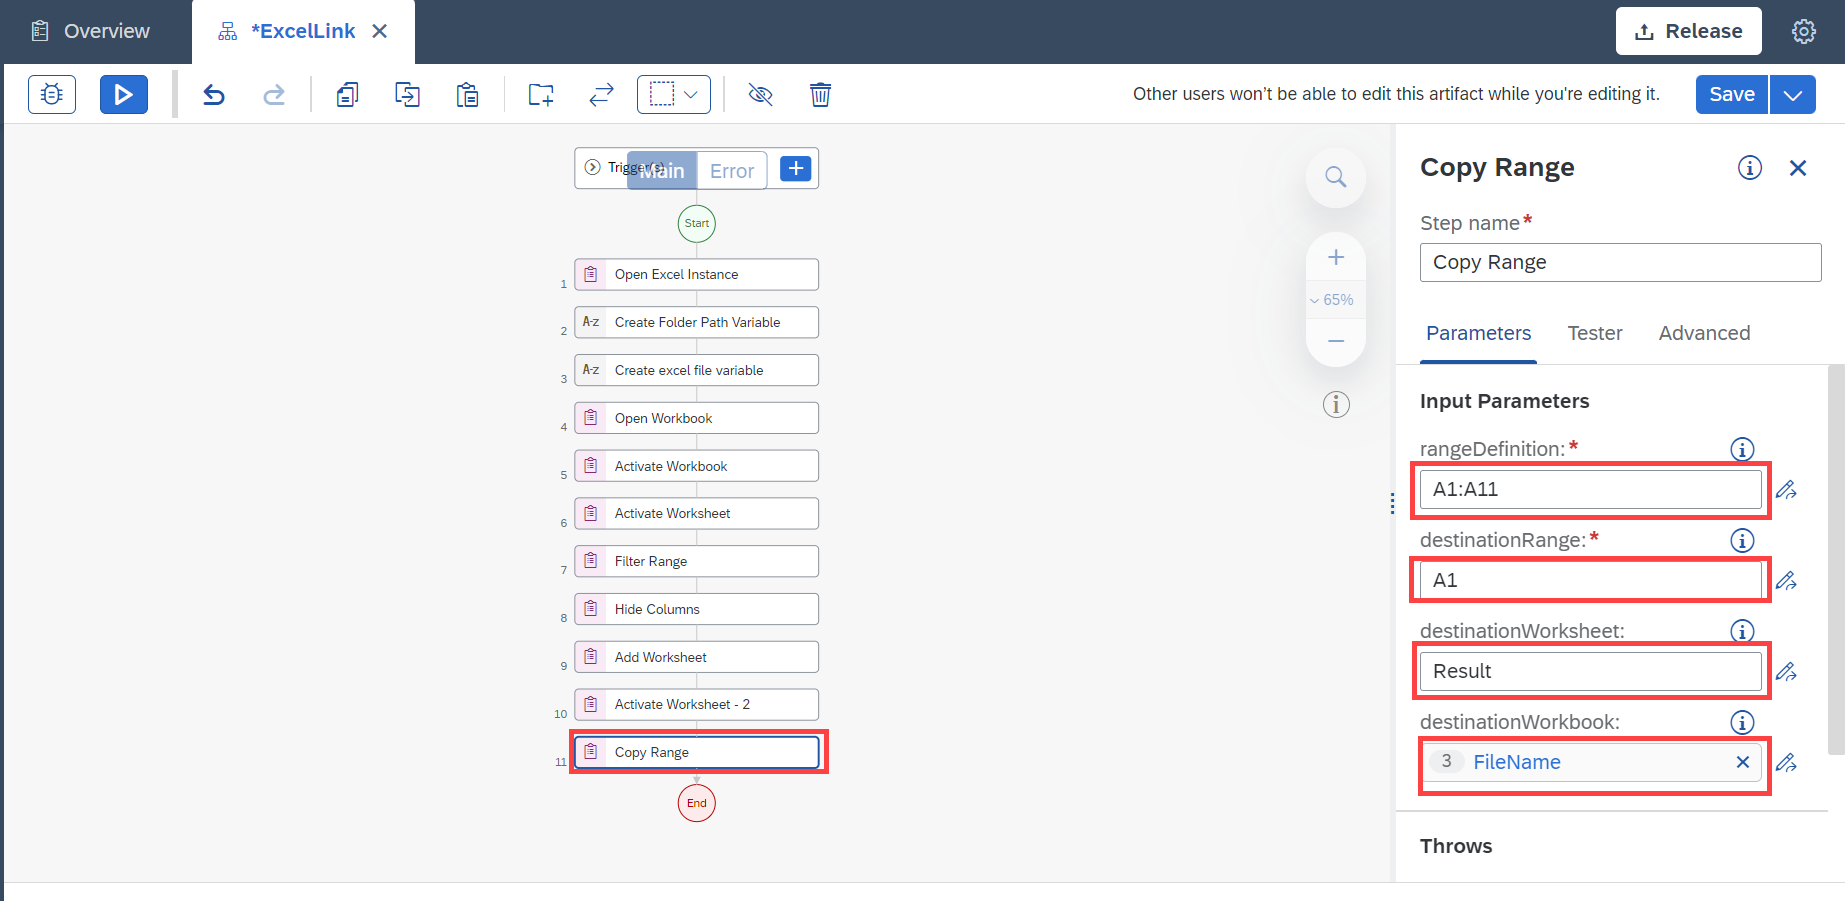 Overview
*ExcelLink
Release
Other users won't be able to edit this artifact while you're editing it.
Save
Trigger(s)
Main
Error
Start
1
Open Excel Instance
2
A-z
Create Folder Path Variable
3
A-z
Create excel file variable
4
Open Workbook
5
Activate Workbook
6
Activate Worksheet
7
Filter Range
8
Hide Columns
9
Add Worksheet
10
Activate Worksheet - 2
11
Copy Range
End
65%
Copy Range
Step name*
Copy Range
Parameters
Tester
Advanced
Input Parameters
rangeDefinition:*
A1:A11
destinationRange:*
A1
destinationWorksheet:
Result
destinationWorkbook:
3 FileName
Throws